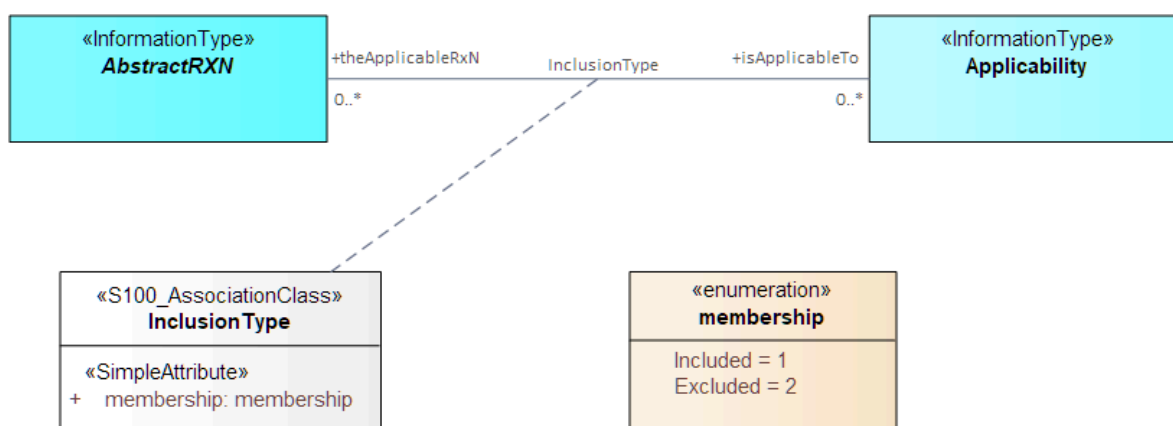 «InformationType»
AbstractRXN
+theApplicableRxN
0..*
InclusionType
+isApplicableTo
0..*
«InformationType»
Applicability
«S100_AssociationClass»
InclusionType
«SimpleAttribute»
+ membership: membership
«enumeration»
membership
Included = 1
Excluded = 2